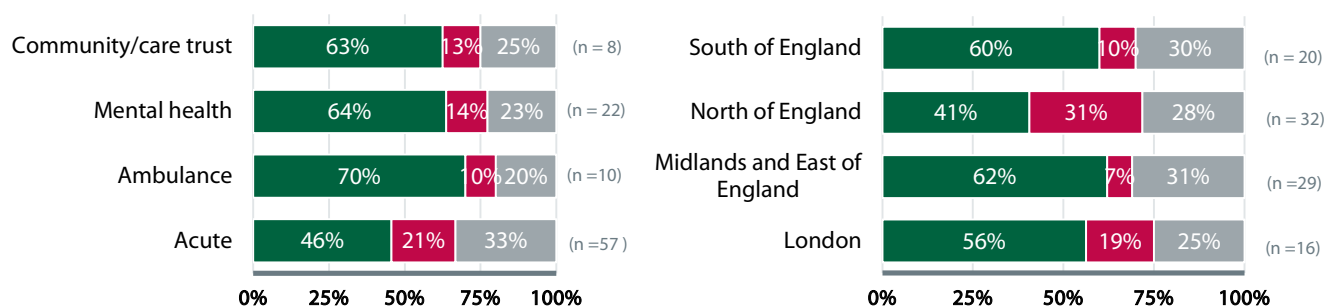 Community/care trust 63% 13% 25% (n = 8)
Mental health 64% 14% 23% (n = 22)
Ambulance 70% 10% 20% (n =10)
Acute 46% 21% 33% (n =57 )
0% 25% 50% 75% 100%
South of England 60% 10% 30% (n = 20)
North of England 41% 31% 28% (n = 32)
Midlands and East of
England 62% 7% 31% (n =29)
London 56% 19% 25% (n =16)
0% 25% 50% 75% 100%